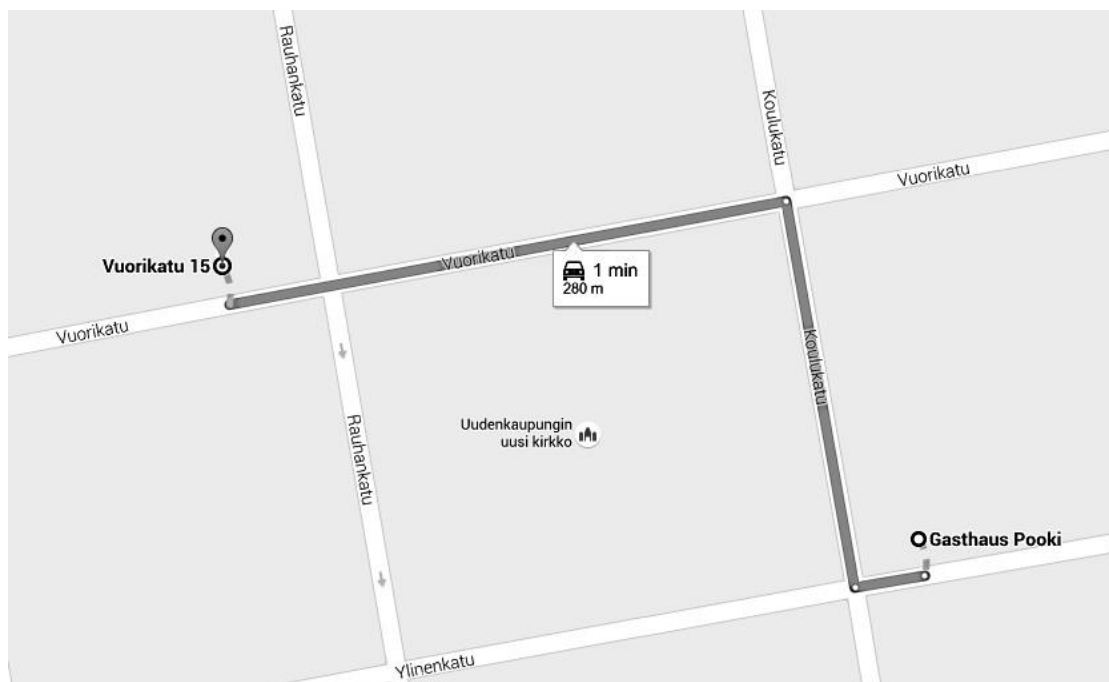 Rauhankatu
Koulukatu
Vuorikatu
Vuorikatu 15
Vuorikatu
1 min
280 m
Vuorikatu
Koulukatu
Rauhankatu
Uudenkaupungin
uusi kirkko
Gasthaus Pooki
Ylinenkatu